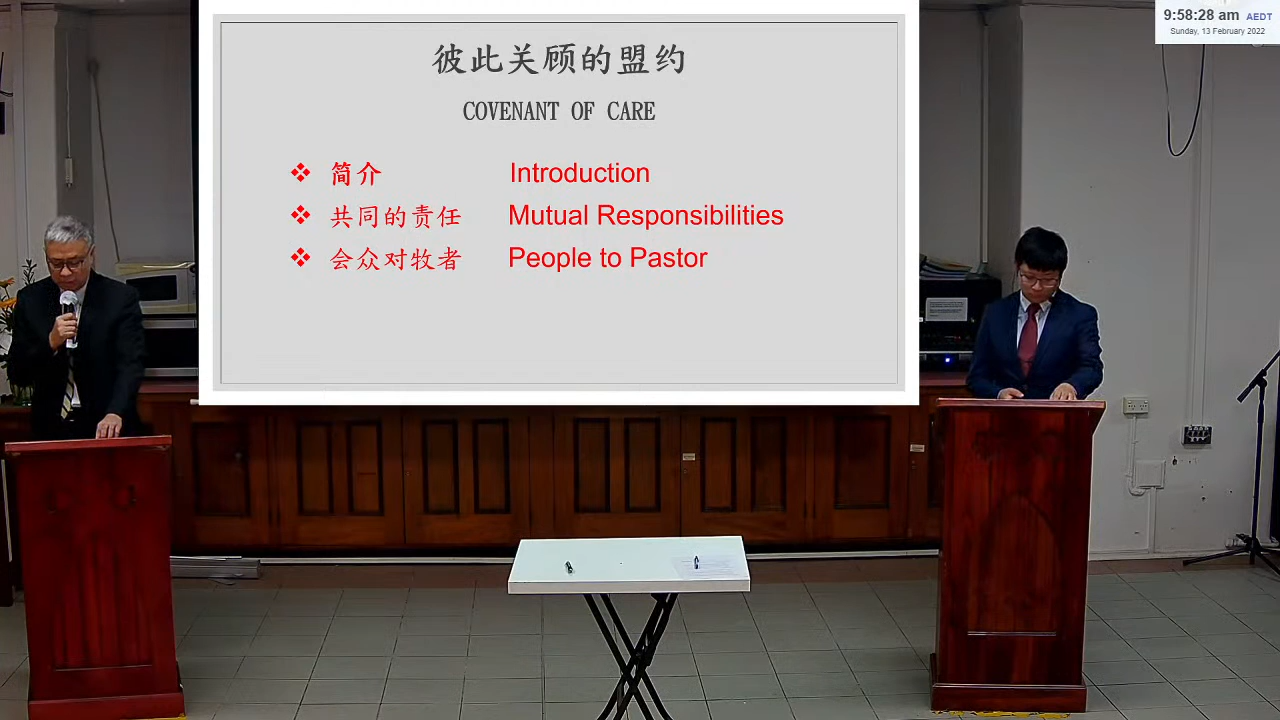 9:58:28 am AEDT
Sunday, 13 February 2022
彼此关顾的盟约
COVENANT OF CARE
简介 Introduction
共同的责任 Mutual Responsibilities
会众对牧者 People to Pastor